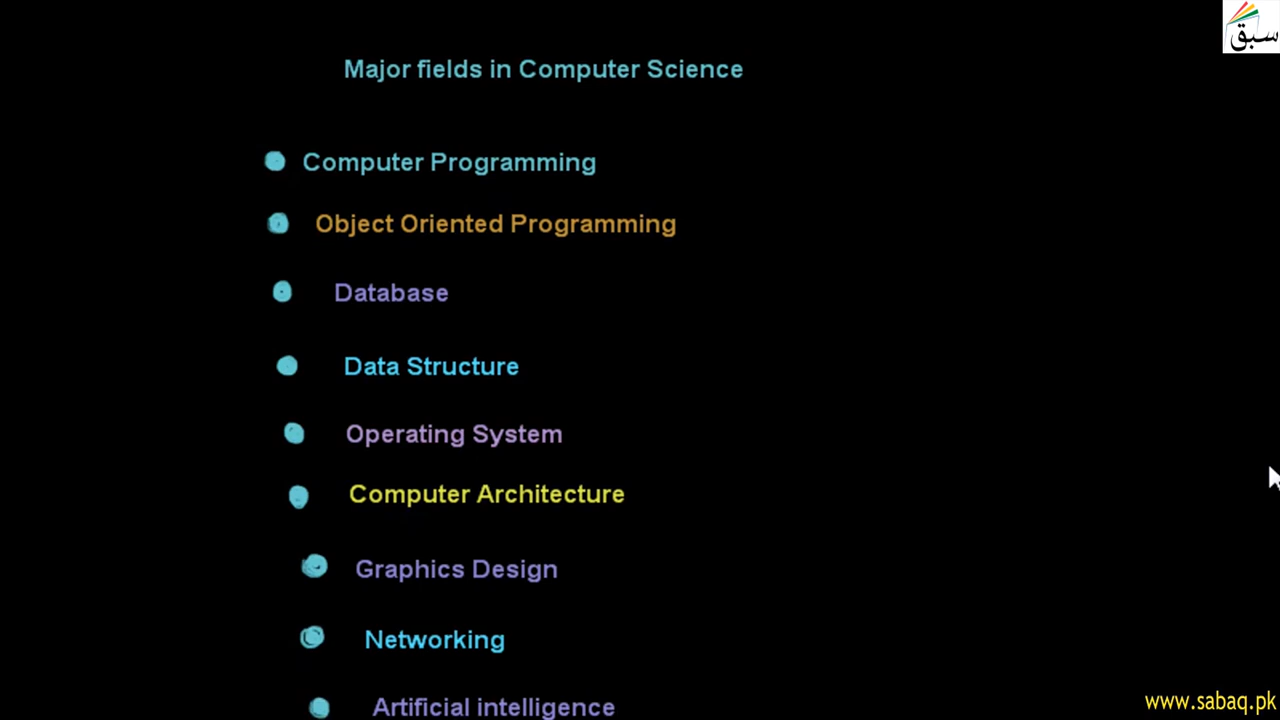 سبق
Major fields in Computer Science
Computer Programming
Object Oriented Programming
Database
Data Structure
Operating System
Computer Architecture
Graphics Design
Networking
Artificial intelligence
www.sabaq.pk